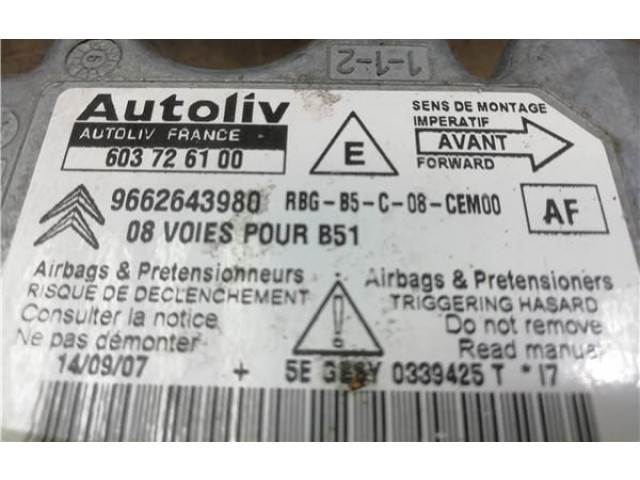 1-1-2
Autoliv
AUTOLIV FRANCE
603 72 61 00
E
SENS DE MONTAGE
IMPERATIF
AVANT
FORWARD
9662643980 RBG-B5-C-08-CEM00
AF
08 VOIES POUR B51
Airbags & Pretensionneurs
RISQUE DE DECLENCHEMENT
Consulter la notice
Ne pas démonter
Airbags & Pretensioners
TRIGGERING HASARD
Do not remove
Read manual
14/09/07 + 5E 0339425 T *17